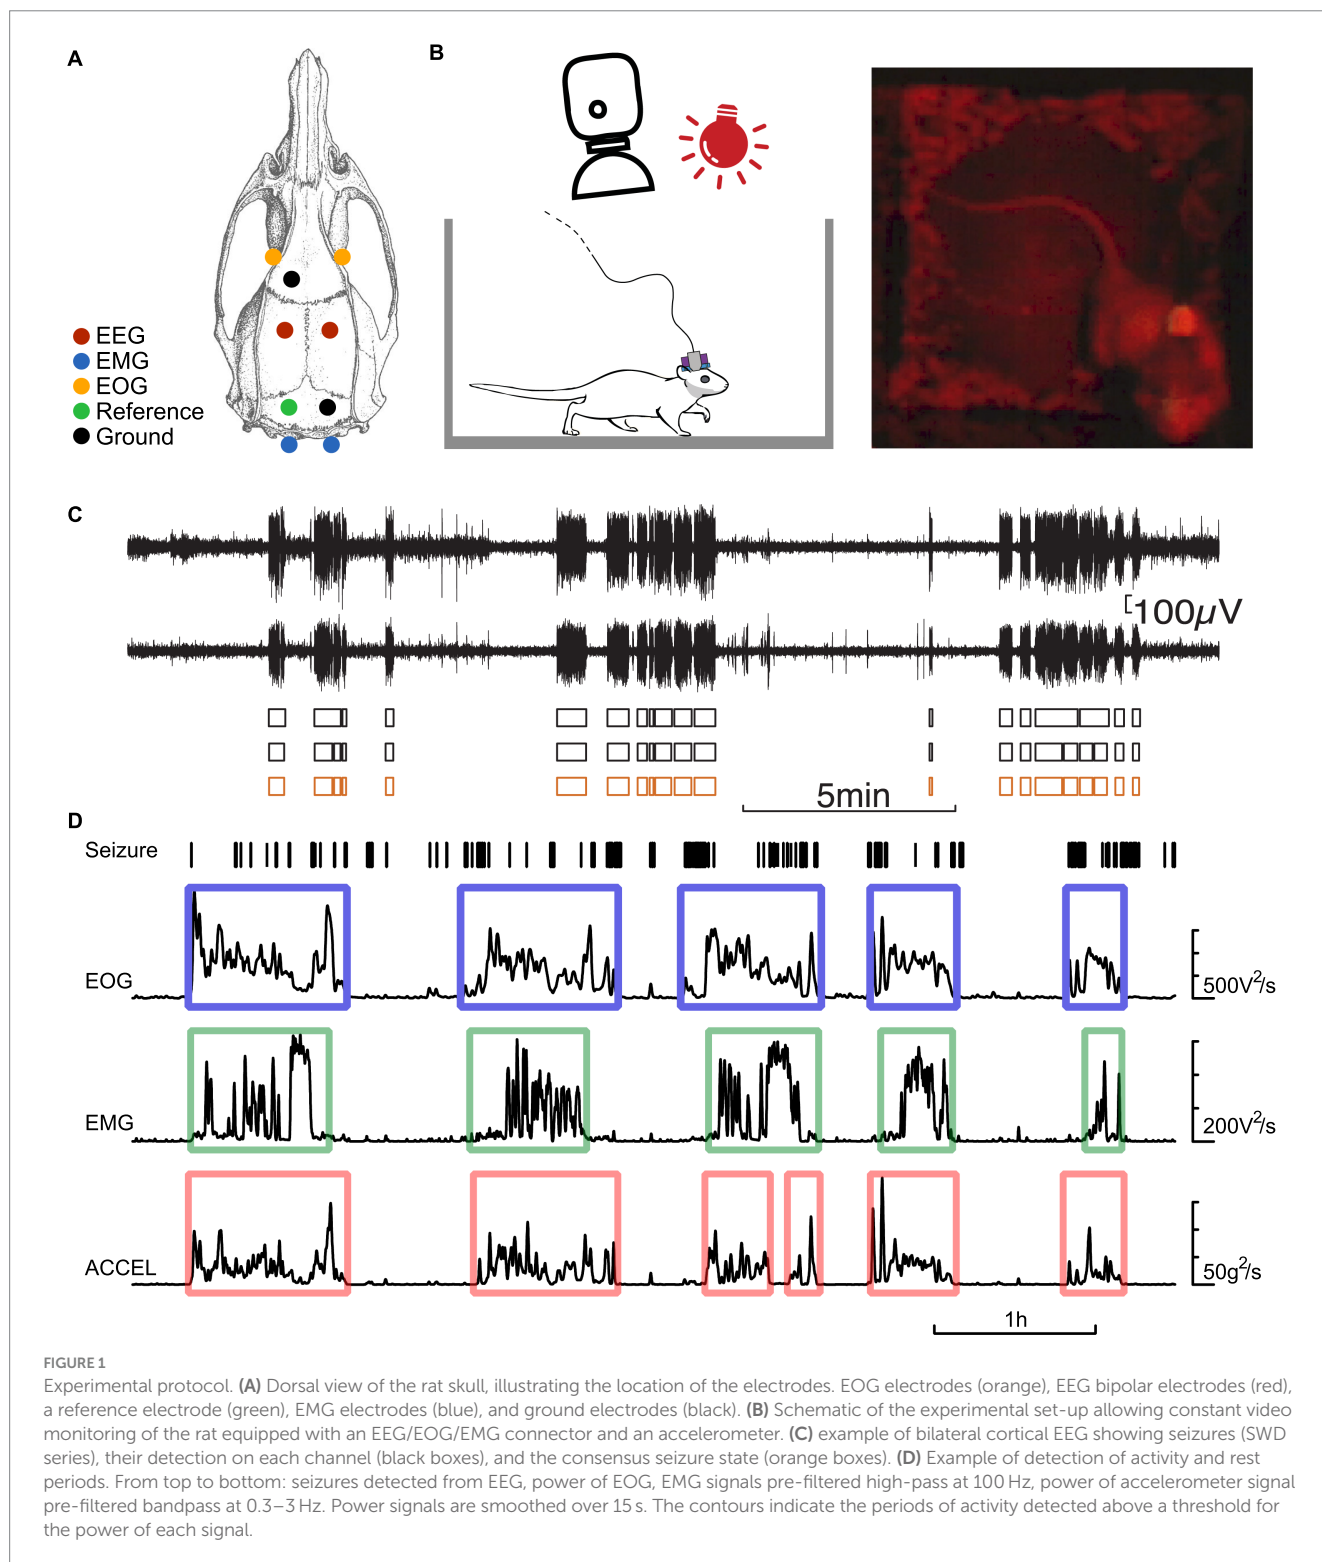 A
B
EEG
EMG
EOG
Reference
Ground
C
100µV
5min
D
Seizure
EOG
500V²/s
EMG
200V²/s
ACCEL
50g²/s
1h
FIGURE 1
Experimental protocol. (A) Dorsal view of the rat skull, illustrating the location of the electrodes. EOG electrodes (orange), EEG bipolar electrodes (red),
a reference electrode (green), EMG electrodes (blue), and ground electrodes (black). (B) Schematic of the experimental set-up allowing constant video
monitoring of the rat equipped with an EEG/EOG/EMG connector and an accelerometer. (C) example of bilateral cortical EEG showing seizures (SWD
series), their detection on each channel (black boxes), and the consensus seizure state (orange boxes). (D) Example of detection of activity and rest
periods. From top to bottom: seizures detected from EEG, power of EOG, EMG signals pre-filtered high-pass at 100 Hz, power of accelerometer signal
pre-filtered bandpass at 0.3–3 Hz. Power signals are smoothed over 15 s. The contours indicate the periods of activity detected above a threshold for
the power of each signal.